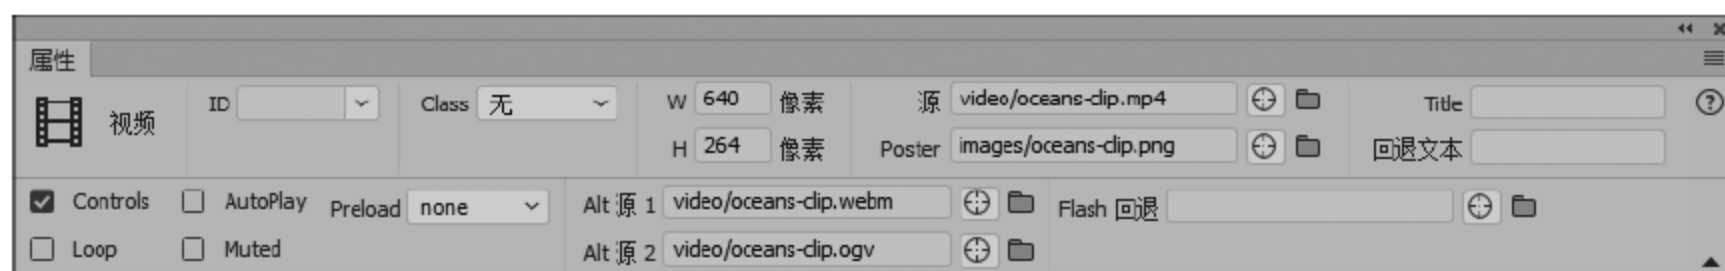 属性
视频 ID Class 无 W 640 像素 源 video/oceans-clip.mp4 Title
H 264 像素 Poster images/oceans-clip.png 回退文本
Controls AutoPlay Preload none Alt 源 1 video/oceans-clip.webm Flash 回退
Loop Muted Alt 源 2 video/oceans-clip.ogv